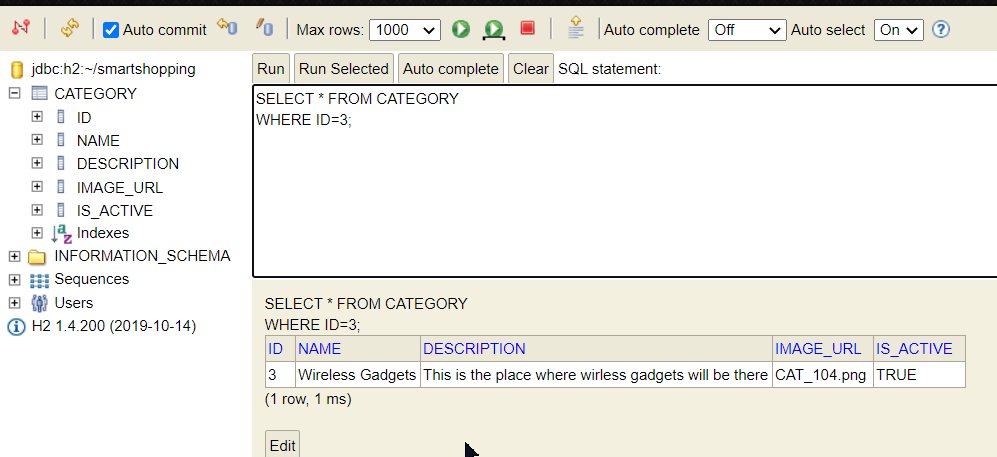 Auto commit Max rows: 1000 Auto complete Off Auto select On ?
jdbc:h2:~/smartshopping
CATEGORY
ID
NAME
DESCRIPTION
IMAGE_URL
IS_ACTIVE
Indexes
INFORMATION_SCHEMA
Sequences
Users
H2 1.4.200 (2019-10-14)
Run Run Selected Auto complete Clear SQL statement:
SELECT * FROM CATEGORY
WHERE ID=3;
SELECT * FROM CATEGORY
WHERE ID=3;
ID NAME DESCRIPTION IMAGE_URL IS_ACTIVE
3 Wireless Gadgets This is the place where wirless gadgets will be there CAT_104.png TRUE
(1 row, 1 ms)
Edit